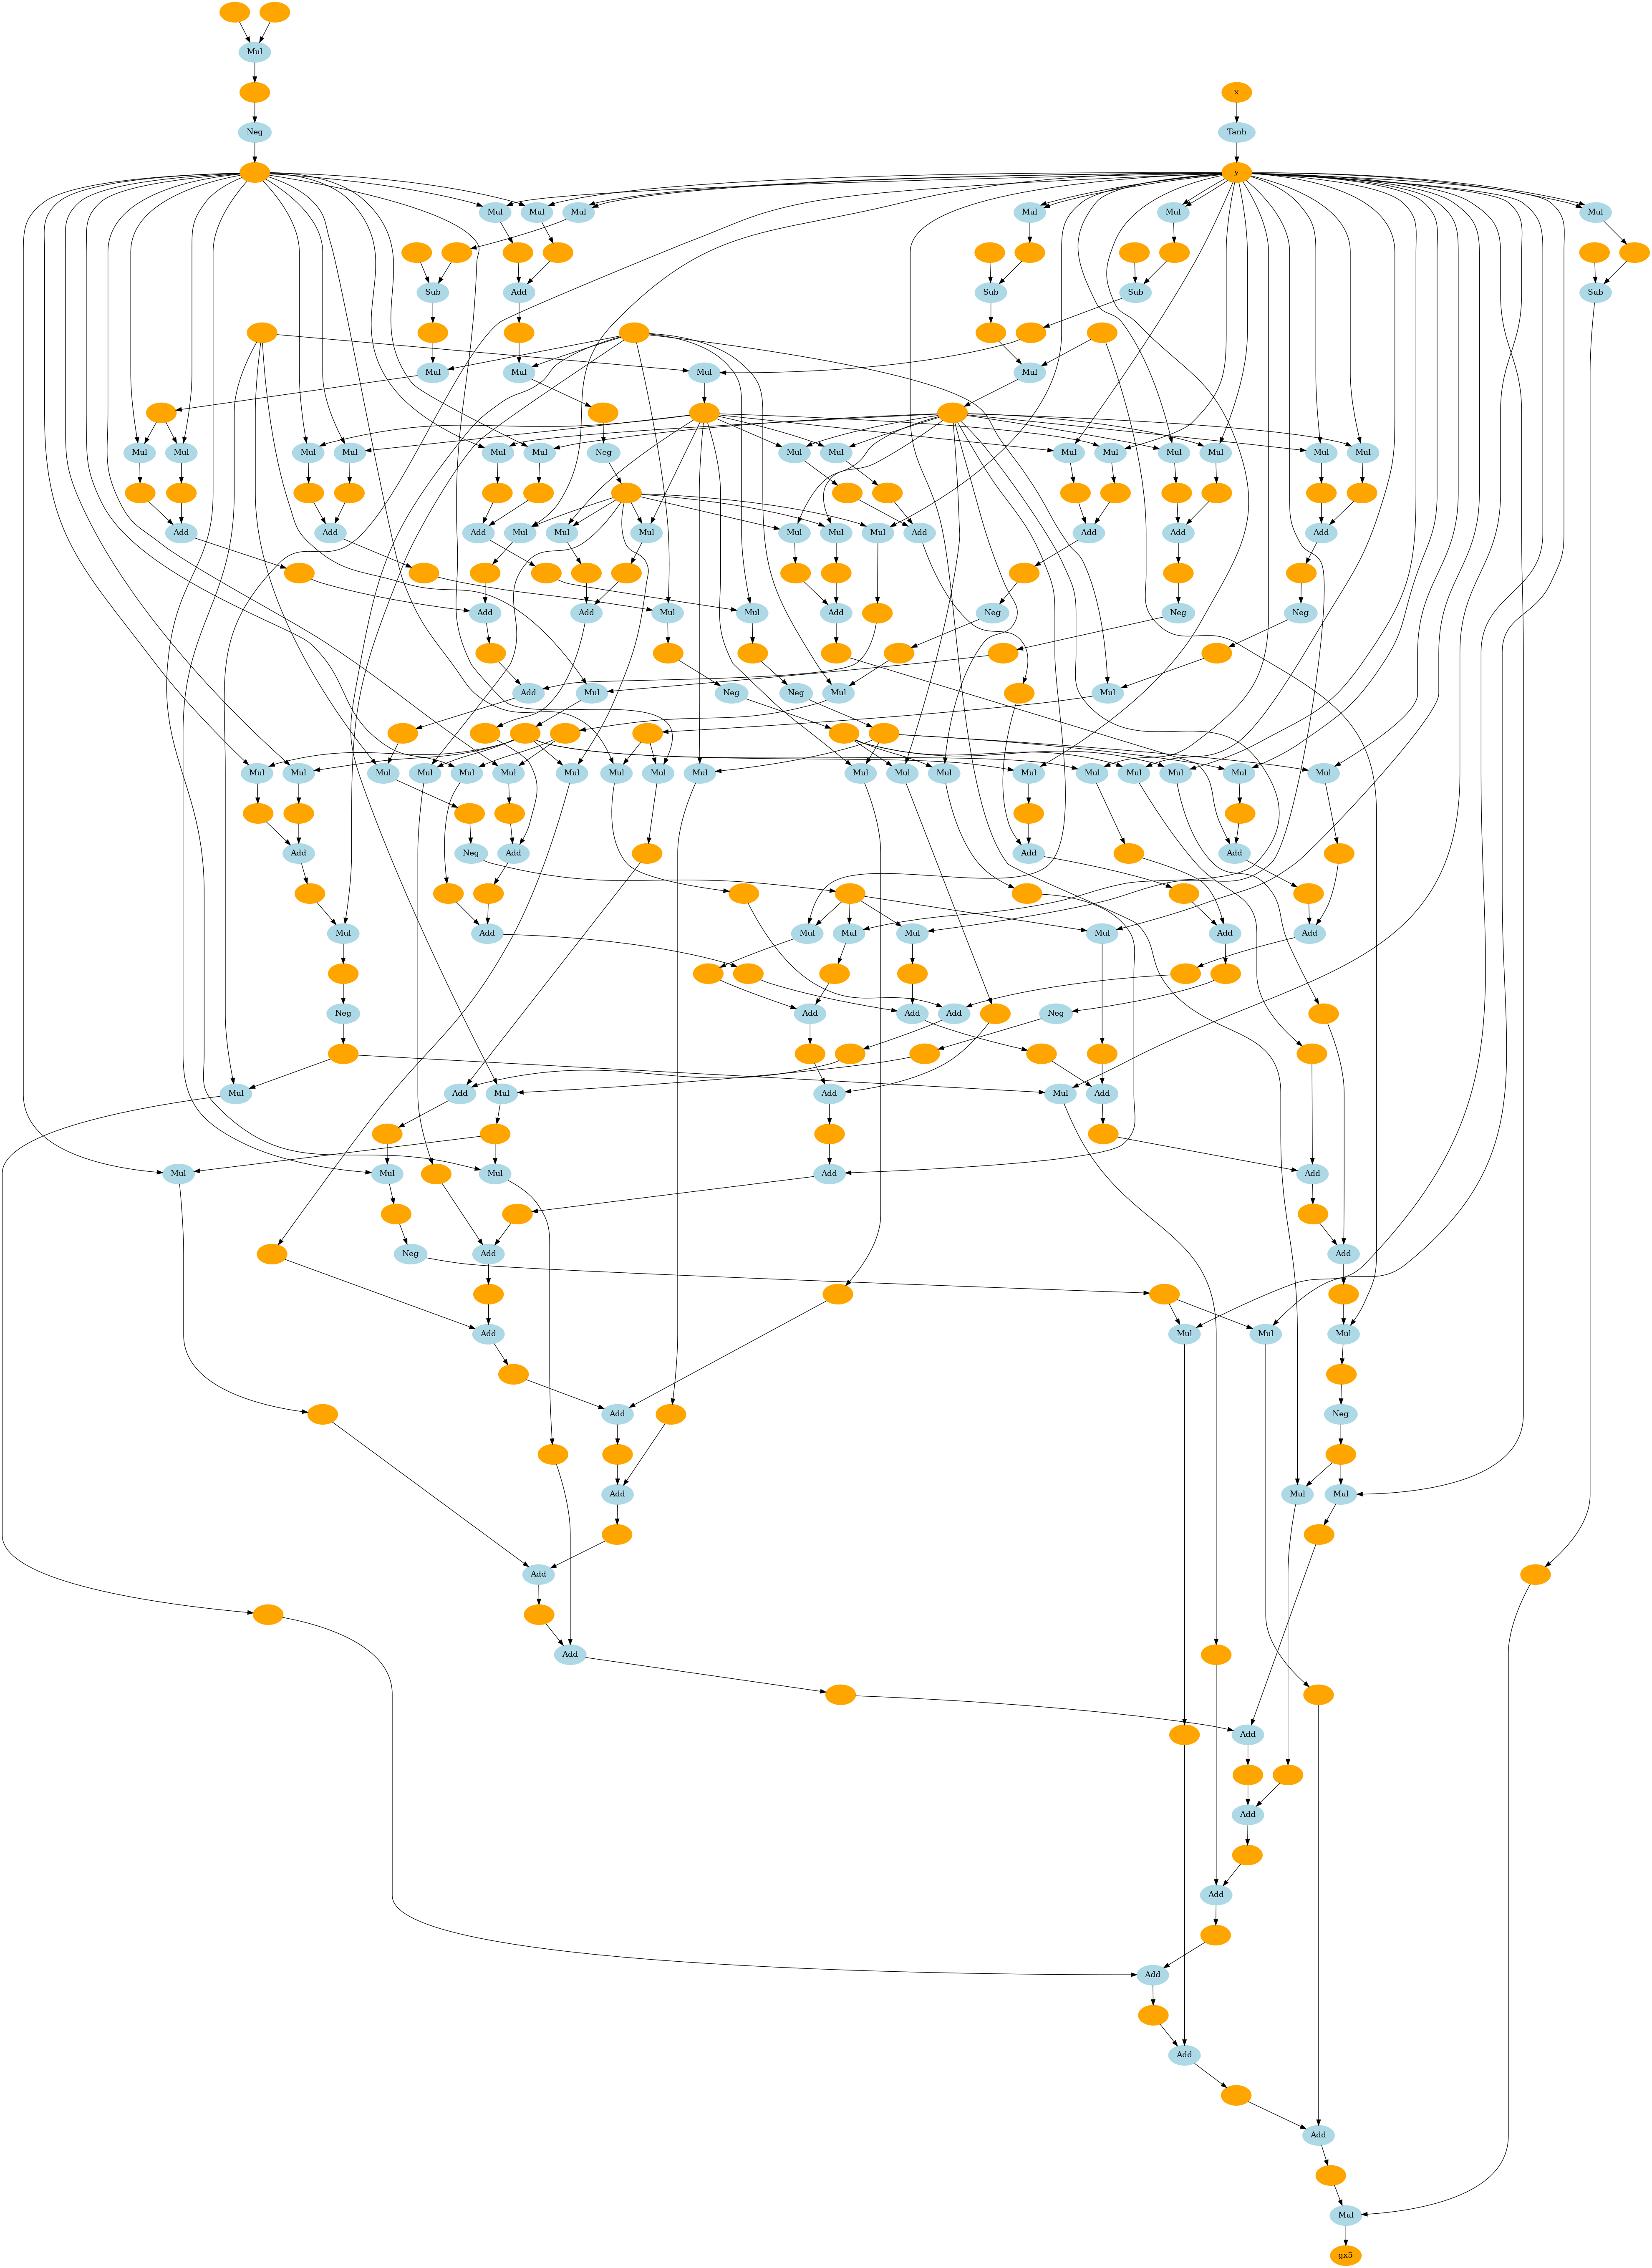 Mul
x
Neg Tanh
y
Mul Mul Mul Mul Mul Mul
Sub Add Sub Sub Sub
Mul Mul Mul Mul
Mul Mul Mul Mul Mul Mul Neg Mul Mul Mul Mul Mul Mul Mul Mul
Add Add Add Mul Mul Mul Mul Mul Mul Add Add Add Add
Add Add Mul Mul Add Neg Neg Neg
Add Mul Neg Neg Mul Mul
Mul Mul Mul Mul Mul Mul Mul Mul Mul Mul Mul Mul Mul Mul Mul Mul Mul Mul Mul
Add Neg Add Add Add
Mul Add Mul Mul Mul Mul Add Add
Neg Add Add Add Neg
Mul Add Mul Add Mul Add
Mul Mul Mul Add Add
Neg Add Add
Add Mul Mul Mul
Add Neg
Add Mul Mul
Add
Add
Add
Add
Add
Add
Add
Add
Mul
gx5